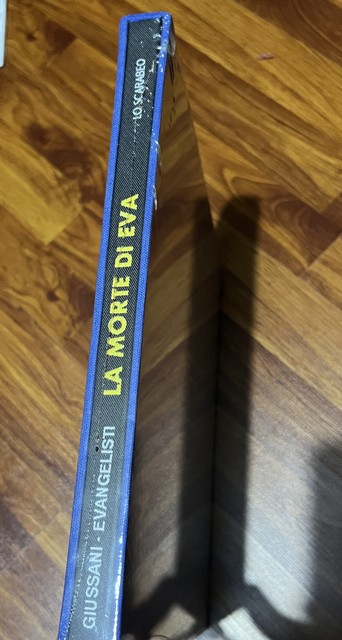 GIUSSANI - EVANGELISTI
LA MORTE DI EVA
LO SCARABEO